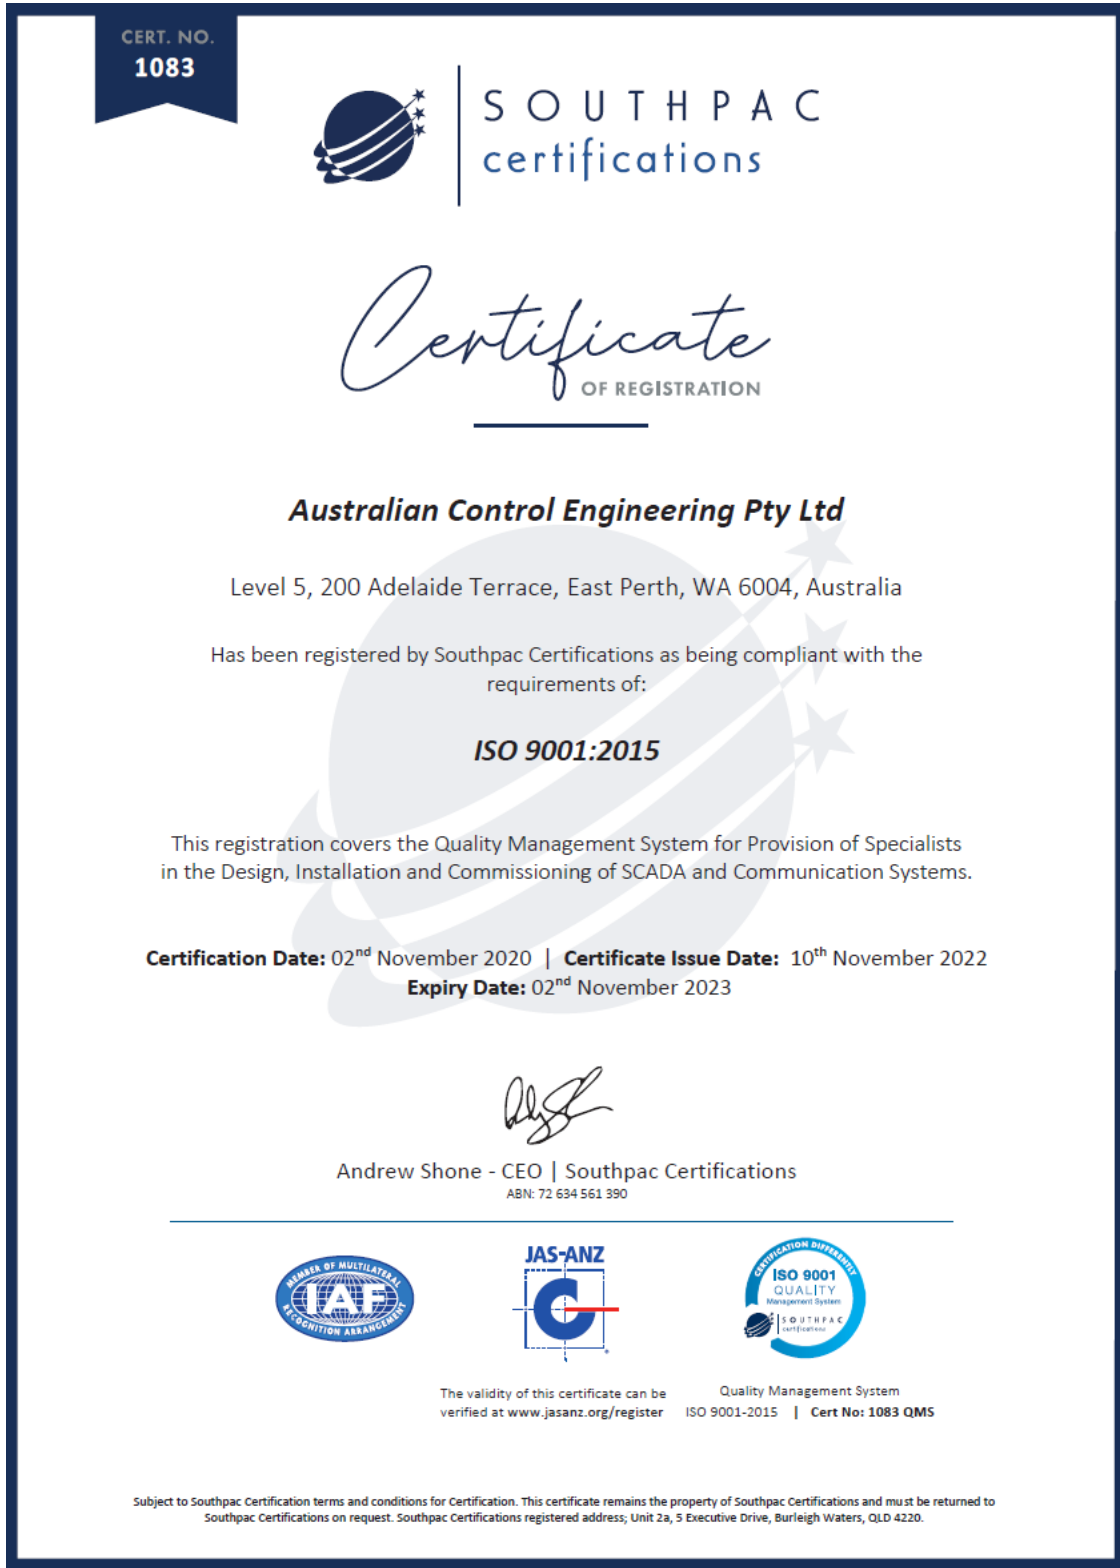 CERT. NO.
1083
SOUTHPAC
certifications
Certificate
OF REGISTRATION
Australian Control Engineering Pty Ltd
Level 5, 200 Adelaide Terrace, East Perth, WA 6004, Australia
Has been registered by Southpac Certifications as being compliant with the
requirements of:
ISO 9001:2015
This registration covers the Quality Management System for Provision of Specialists
in the Design, Installation and Commissioning of SCADA and Communication Systems.
Certification Date: 02nd November 2020 | Certificate Issue Date: 10th November 2022
Expiry Date: 02nd November 2023
Andrew Shone - CEO | Southpac Certifications
ABN: 72 634 561 390
MEMBER OF MULTILATERAL
IAF
RECOGNITION ARRANGEMENT
JAS-ANZ
C
CERTIFICATION DIFFERENTLY
ISO 9001
QUALITY
Management System
SOUTHPAC
certifications
The validity of this certificate can be
verified at www.jasanz.org/register
Quality Management System
ISO 9001-2015 | Cert No: 1083 QMS
Subject to Southpac Certification terms and conditions for Certification. This certificate remains the property of Southpac Certifications and must be returned to
Southpac Certifications on request. Southpac Certifications registered address; Unit 2a, 5 Executive Drive, Burleigh Waters, QLD 4220.